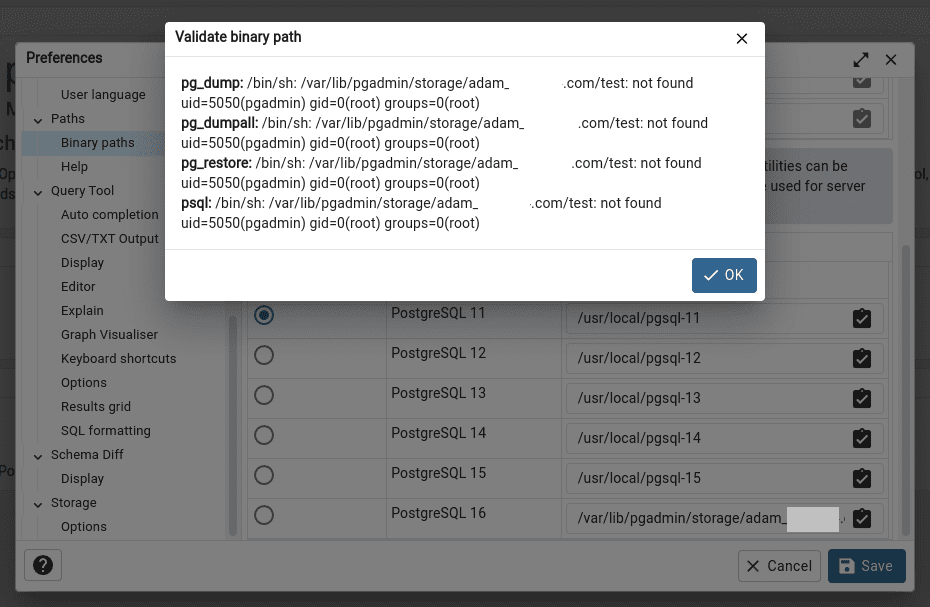 Validate binary path
pg_dump: /bin/sh: /var/lib/pgadmin/storage/adam_ .com/test: not found
uid=5050(pgadmin) gid=0(root) groups=0(root)
pg_dumpall: /bin/sh: /var/lib/pgadmin/storage/adam_ .com/test: not found
uid=5050(pgadmin) gid=0(root) groups=0(root)
pg_restore: /bin/sh: /var/lib/pgadmin/storage/adam_ .com/test: not found
uid=5050(pgadmin) gid=0(root) groups=0(root)
psql: /bin/sh: /var/lib/pgadmin/storage/adam_ .com/test: not found
uid=5050(pgadmin) gid=0(root) groups=0(root)
OK
Preferences
User language
Paths
Binary paths
Help
Query Tool
Auto completion
CSV/TXT Output
Display
Editor
Explain
Graph Visualiser
Keyboard shortcuts
Options
Results grid
SQL formatting
Schema Diff
Display
Storage
Options
tilities can be
used for server
PostgreSQL 11 /usr/local/pgsql-11
PostgreSQL 12 /usr/local/pgsql-12
PostgreSQL 13 /usr/local/pgsql-13
PostgreSQL 14 /usr/local/pgsql-14
PostgreSQL 15 /usr/local/pgsql-15
PostgreSQL 16 /var/lib/pgadmin/storage/adam_
? Cancel Save